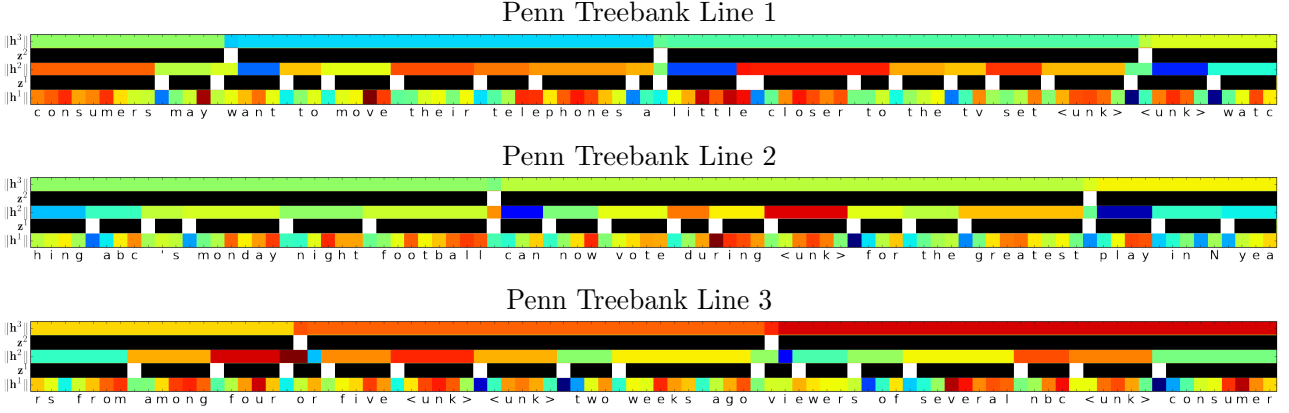 Penn Treebank Line 1
‖h³‖
z²
‖h²‖
z¹
‖h¹‖
consumers may want to move their telephones a little closer to the tv set <unk> <unk> watc
Penn Treebank Line 2
‖h³‖
z²
‖h²‖
z¹
‖h¹‖
hing abc 's monday night football can now vote during <unk> for the greatest play in N yea
Penn Treebank Line 3
‖h³‖
z²
‖h²‖
z¹
‖h¹‖
rs from among four or five <unk> <unk> two weeks ago viewers of several nbc <unk> consumer